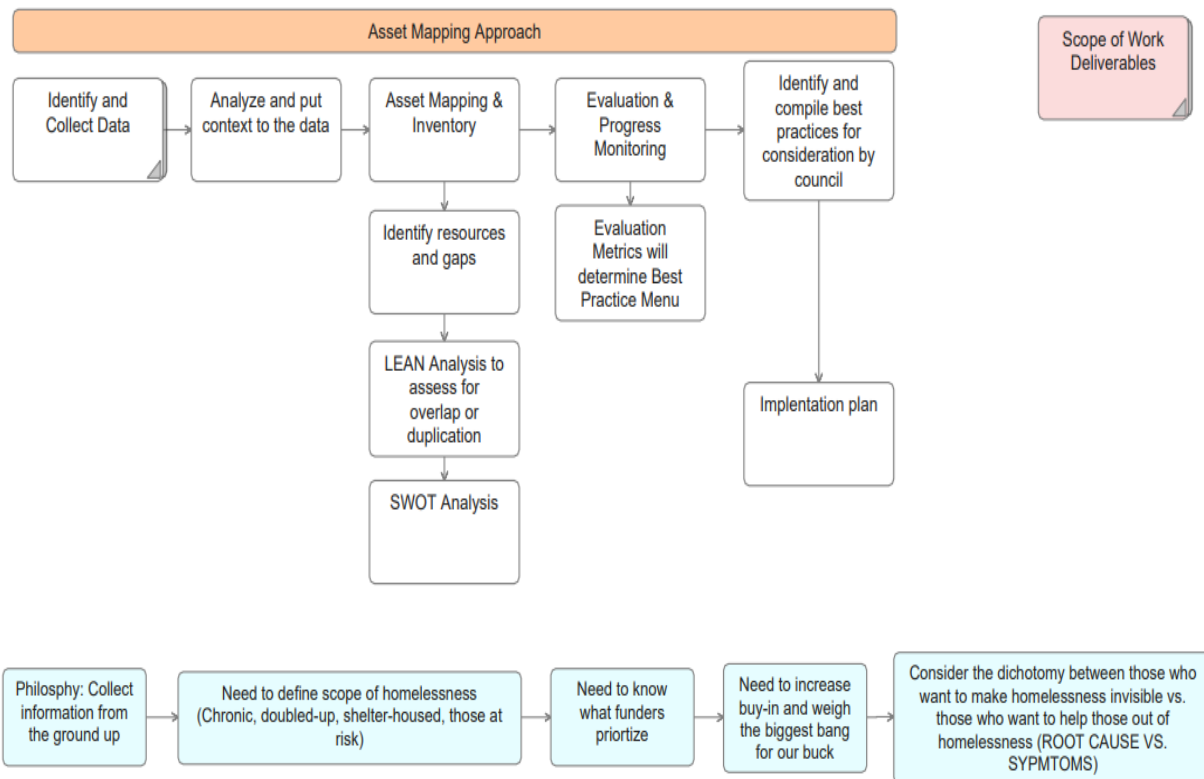 Asset Mapping Approach
Scope of Work
Deliverables
Identify and
Collect Data
Analyze and put
context to the data
Asset Mapping &
Inventory
Evaluation &
Progress
Monitoring
Identify and
compile best
practices for
consideration by
council
Identify resources
and gaps
Evaluation
Metrics will
determine Best
Practice Menu
LEAN Analysis to
assess for
overlap or
duplication
Implentation plan
SWOT Analysis
Philosphy: Collect
information from
the ground up
Need to define scope of homelessness
(Chronic, doubled-up, shelter-housed, those at
risk)
Need to know
what funders
priortize
Need to increase
buy-in and weigh
the biggest bang
for our buck
Consider the dichotomy between those who
want to make homelessness invisible vs.
those who want to help those out of
homelessness (ROOT CAUSE VS.
SYPMTOMS)